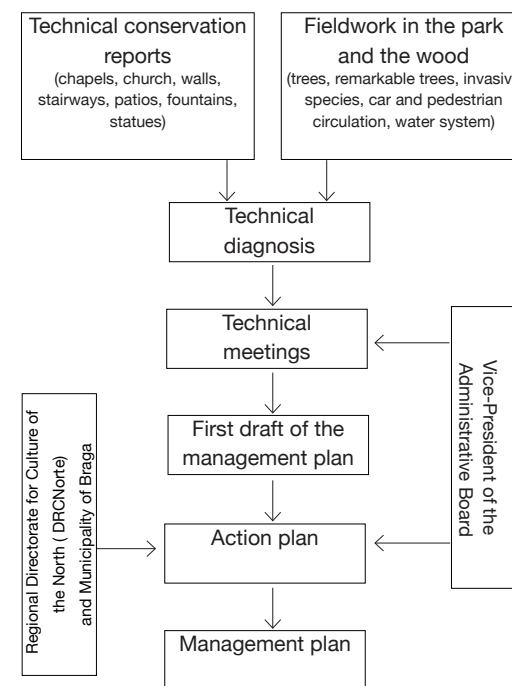 Technical conservation
reports
(chapels, church, walls,
stairways, patios, fountains,
statues)
Fieldwork in the park
and the wood
(trees, remarkable trees, invasiv
species, car and pedestrian
circulation, water system)
Technical
diagnosis
Technical
meetings
Vice-President of the
Administrative Board
First draft of the
management plan
Regional Directorate for Culture of
the North ( DRCNorte)
and Municipality of Braga
Action plan
Management plan